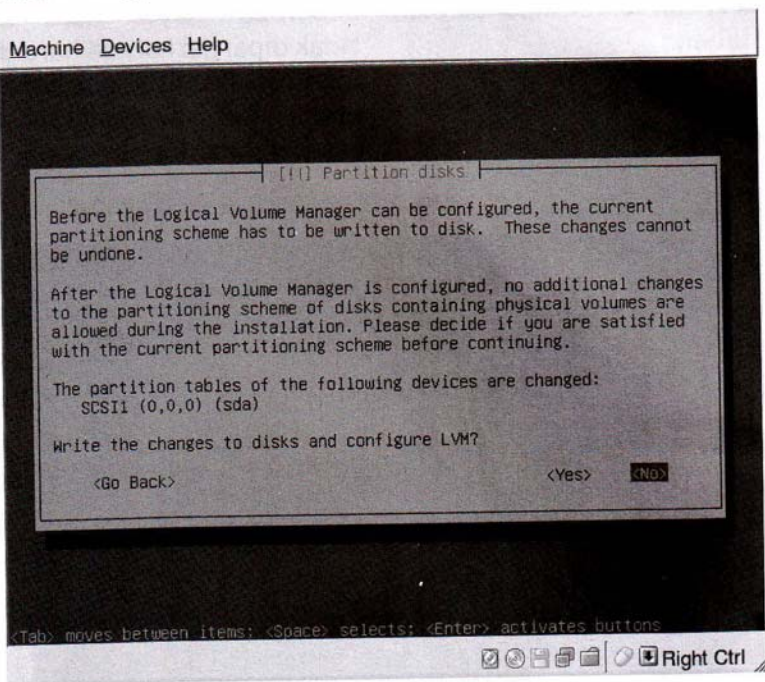 Machine Devices Help
[!!] Partition disks
Before the Logical Volume Manager can be configured, the current
partitioning scheme has to be written to disk. These changes cannot
be undone.
After the Logical Volume Manager is configured, no additional changes
to the partitioning scheme of disks containing physical volumes are
allowed during the installation. Please decide if you are satisfied
with the current partitioning scheme before continuing.
The partition tables of the following devices are changed:
SCSI1 (0,0,0) (sda)
Write the changes to disks and configure LVM?
<Go Back> <Yes> <No>
<Tab> moves between items; <Space> selects; <Enter> activates buttons
Right Ctrl